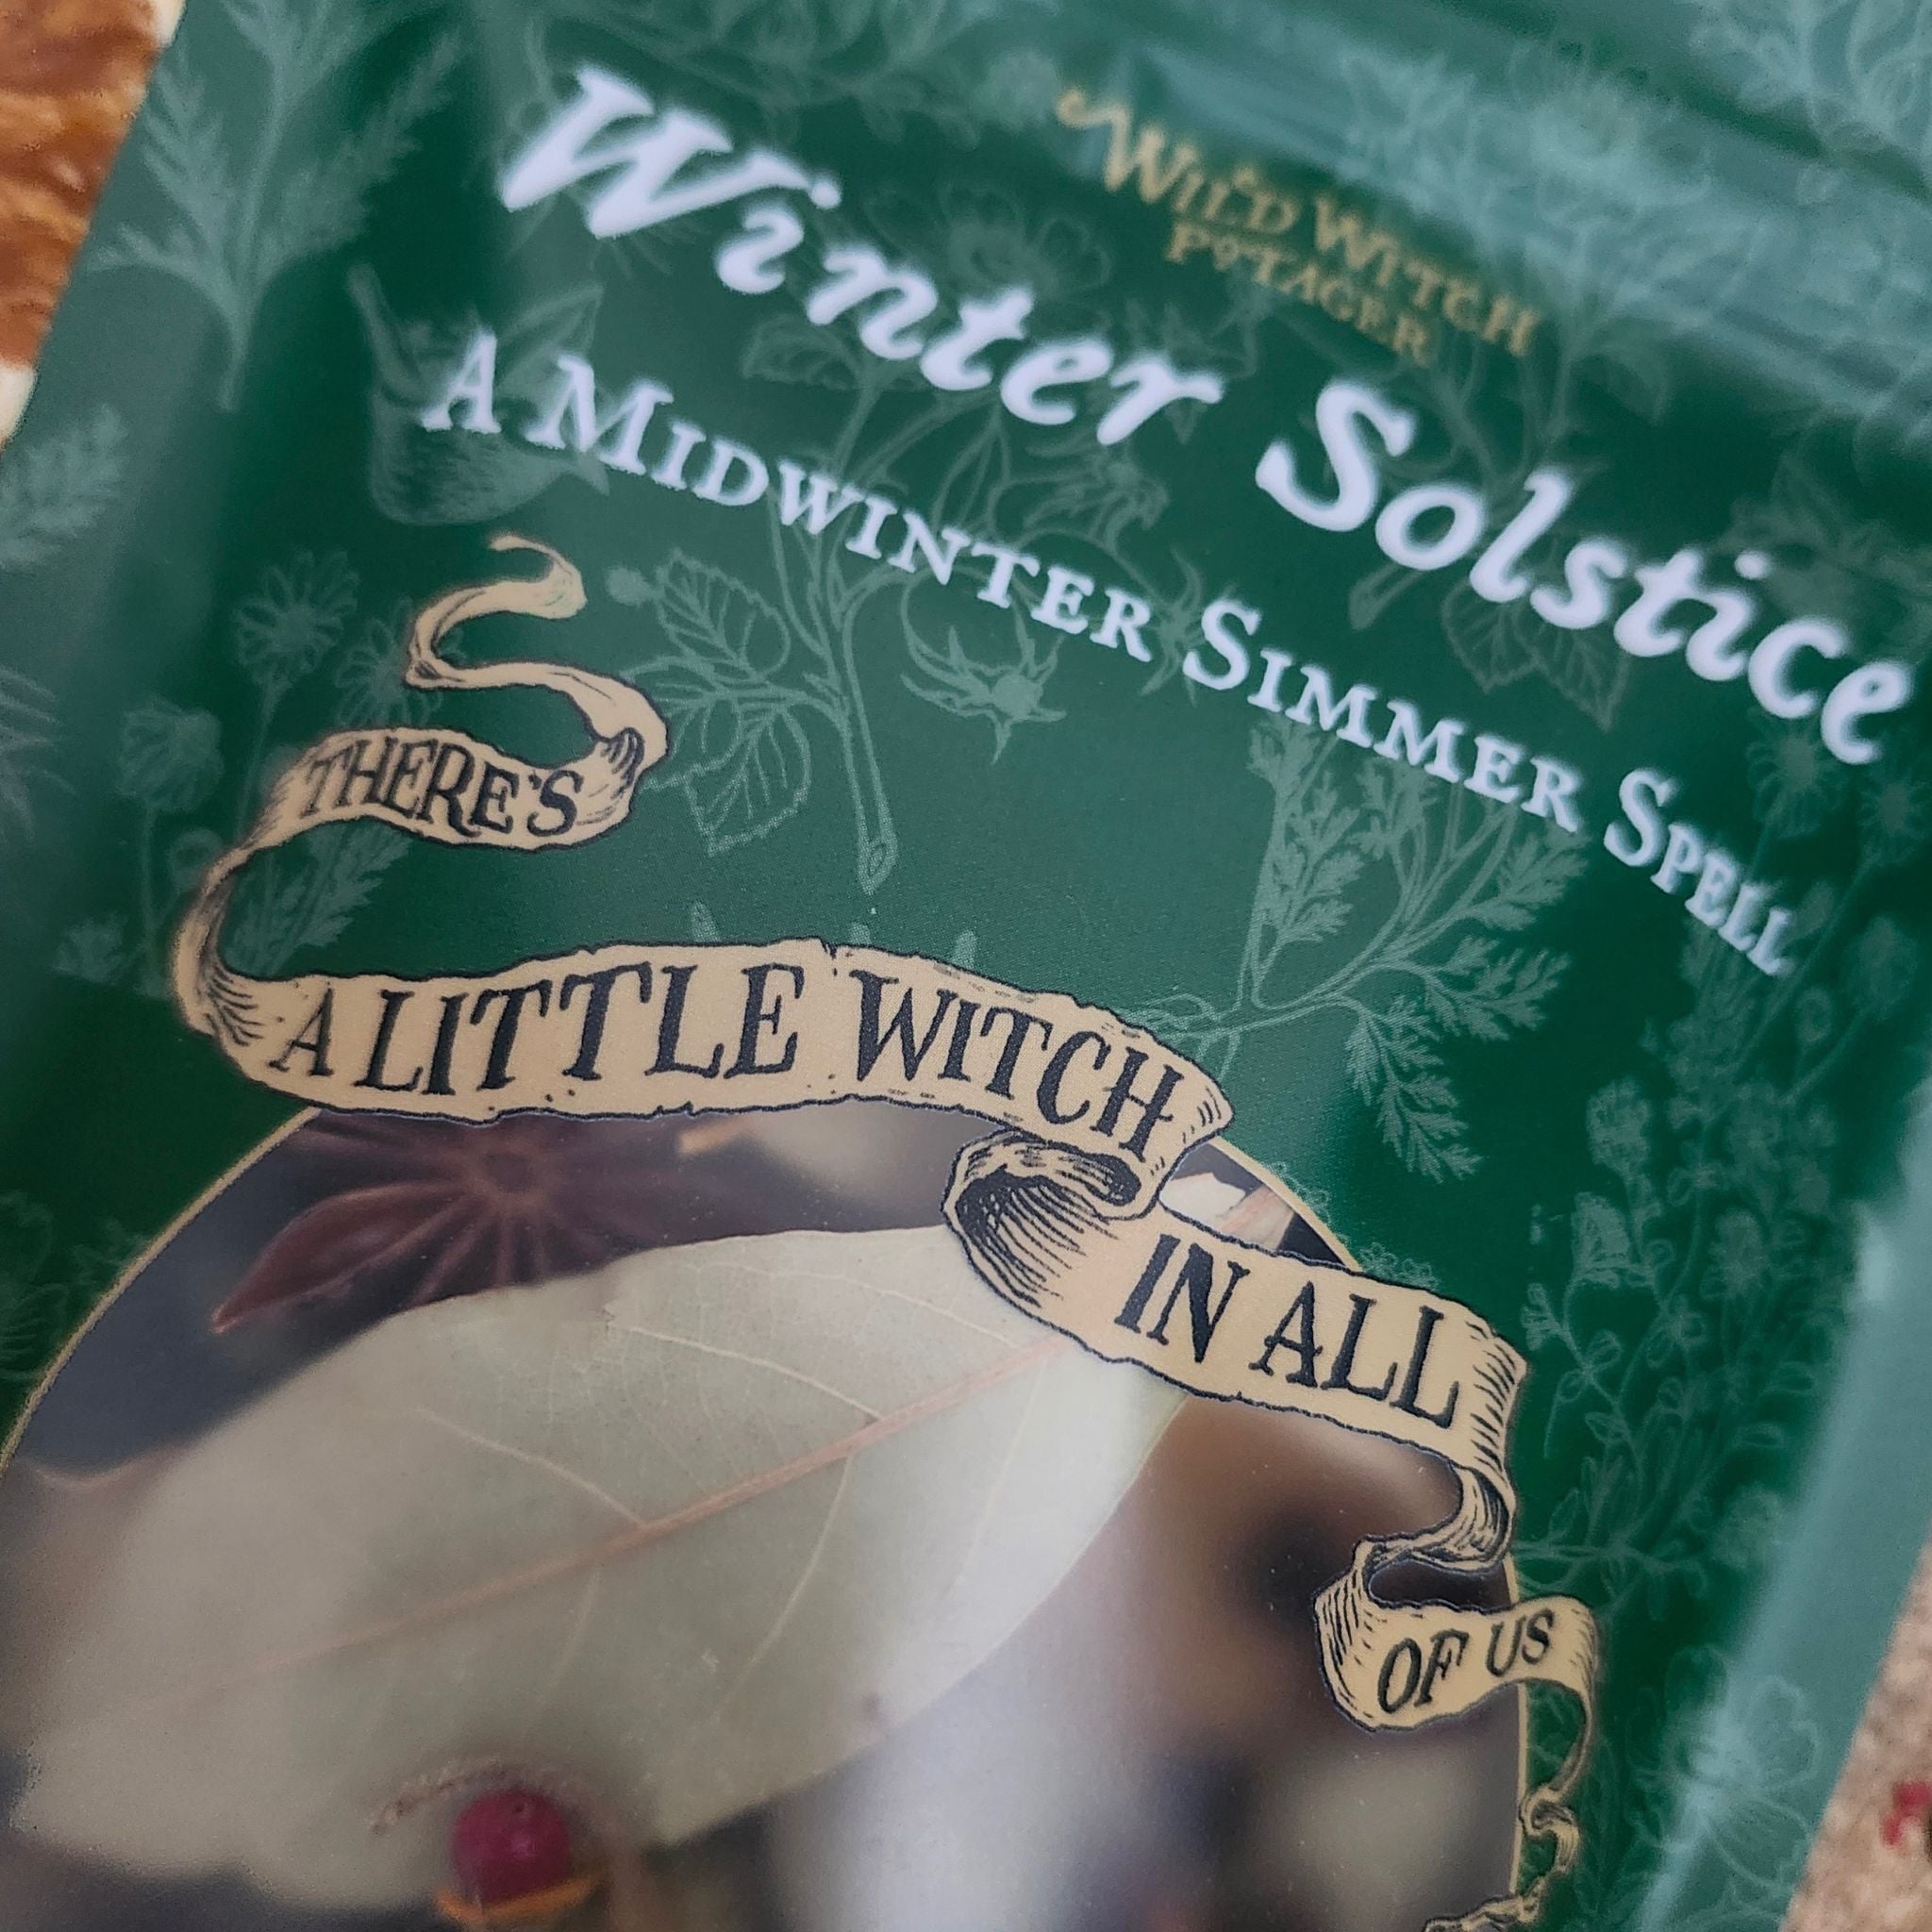 WILD WITCH
POTAGER
Winter Solstice
A MIDWINTER SIMMER SPELL
THERE'S
A LITTLE WITCH
IN ALL
OF US